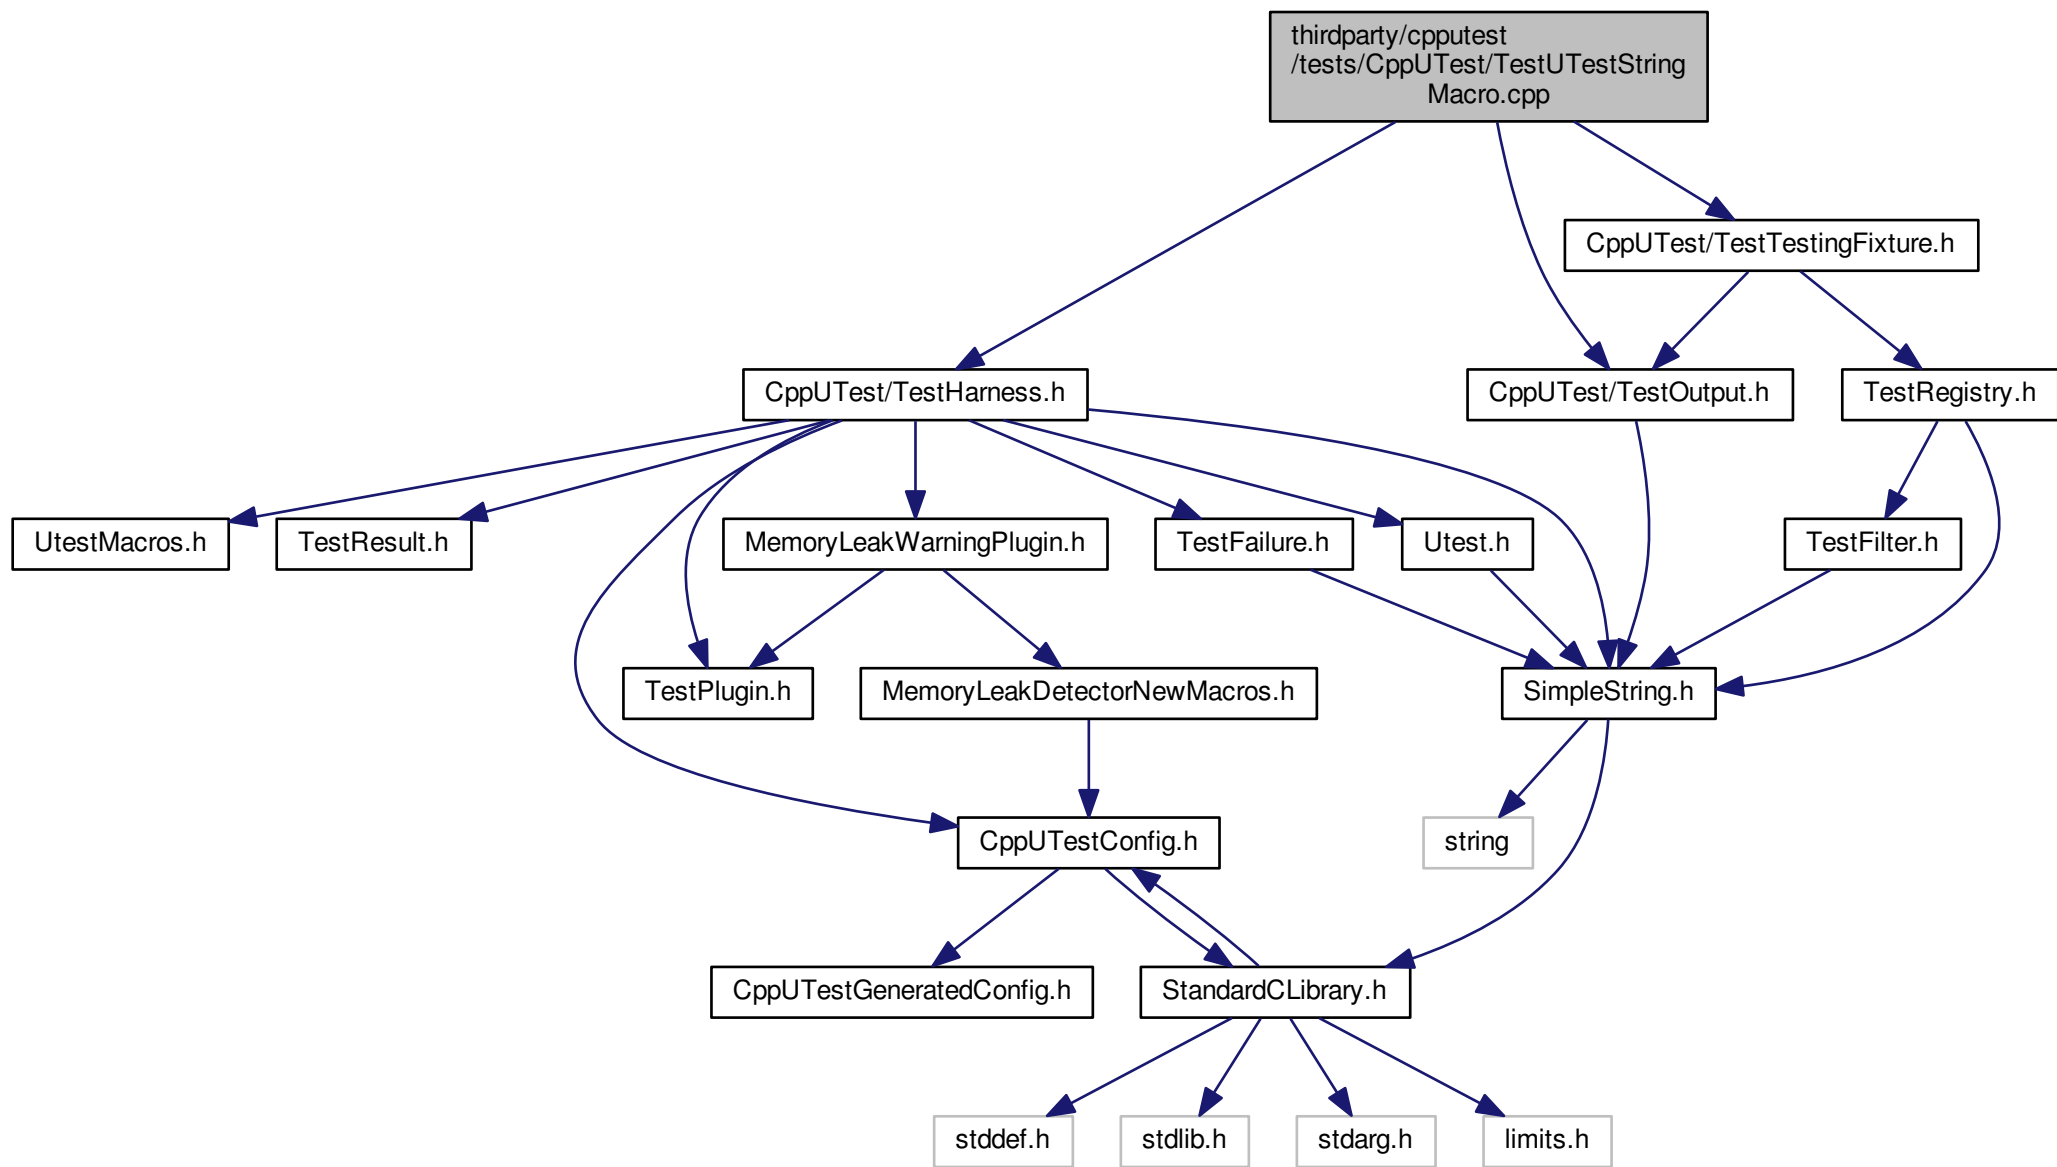 thirdparty/cpputest
/tests/CppUTest/TestUTestString
Macro.cpp
CppUTest/TestTestingFixture.h
CppUTest/TestHarness.h
CppUTest/TestOutput.h
TestRegistry.h
UtestMacros.h
TestResult.h
MemoryLeakWarningPlugin.h
TestFailure.h
Utest.h
TestFilter.h
TestPlugin.h
MemoryLeakDetectorNewMacros.h
SimpleString.h
CppUTestConfig.h
string
CppUTestGeneratedConfig.h
StandardCLibrary.h
stddef.h
stdlib.h
stdarg.h
limits.h